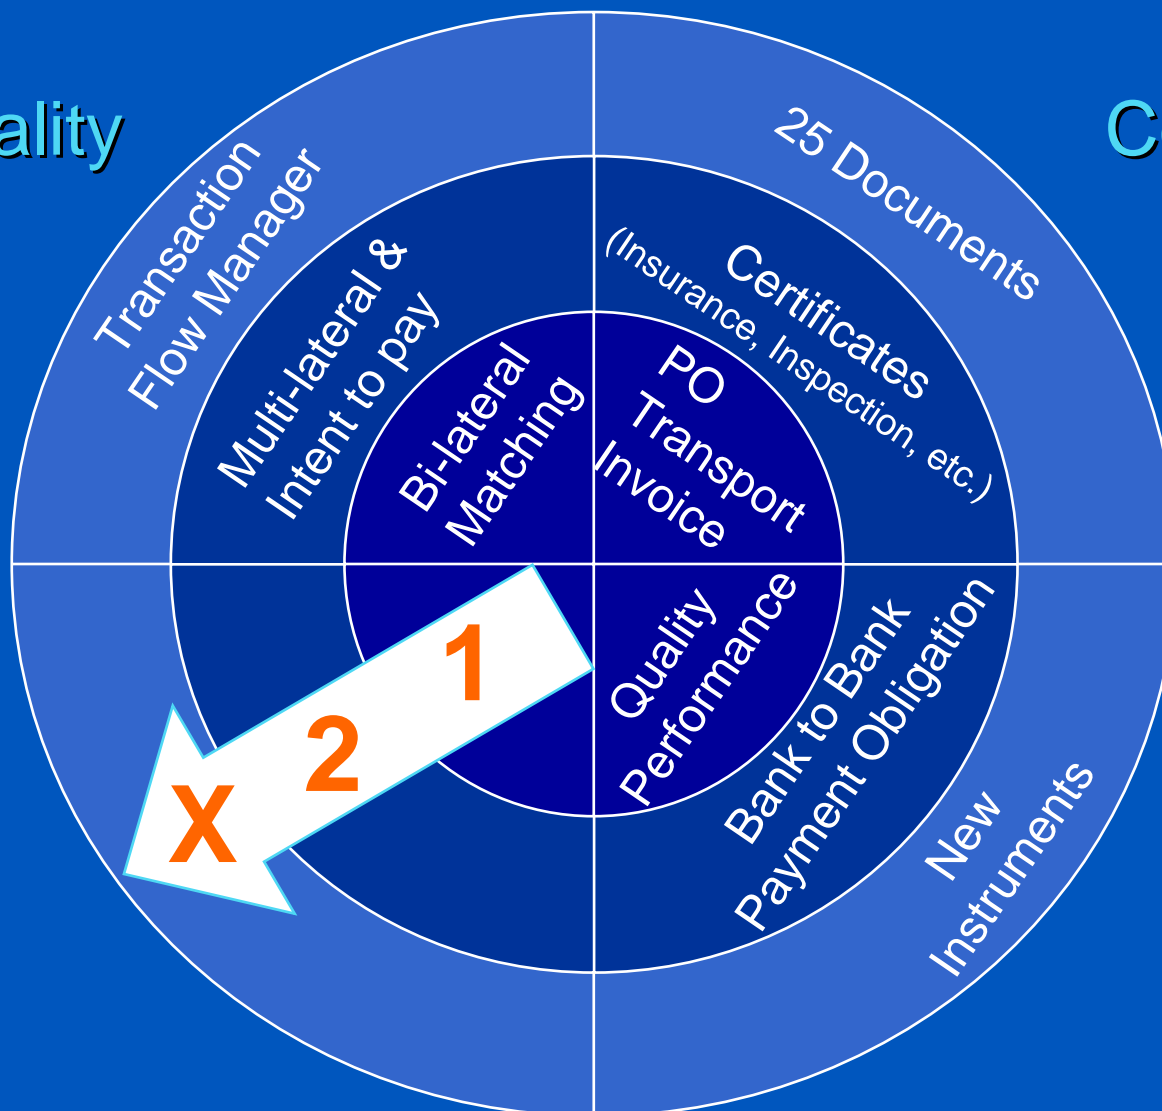 ality
C
Transaction
Flow Manager
25 Documents
Multi-lateral &
Intent to pay
Certificates
(Insurance, Inspection, etc.)
Bi-lateral
Matching
PO
Transport
Invoice
1
2
X
Quality
Performance
Bank to Bank
Payment Obligation
New
Instruments